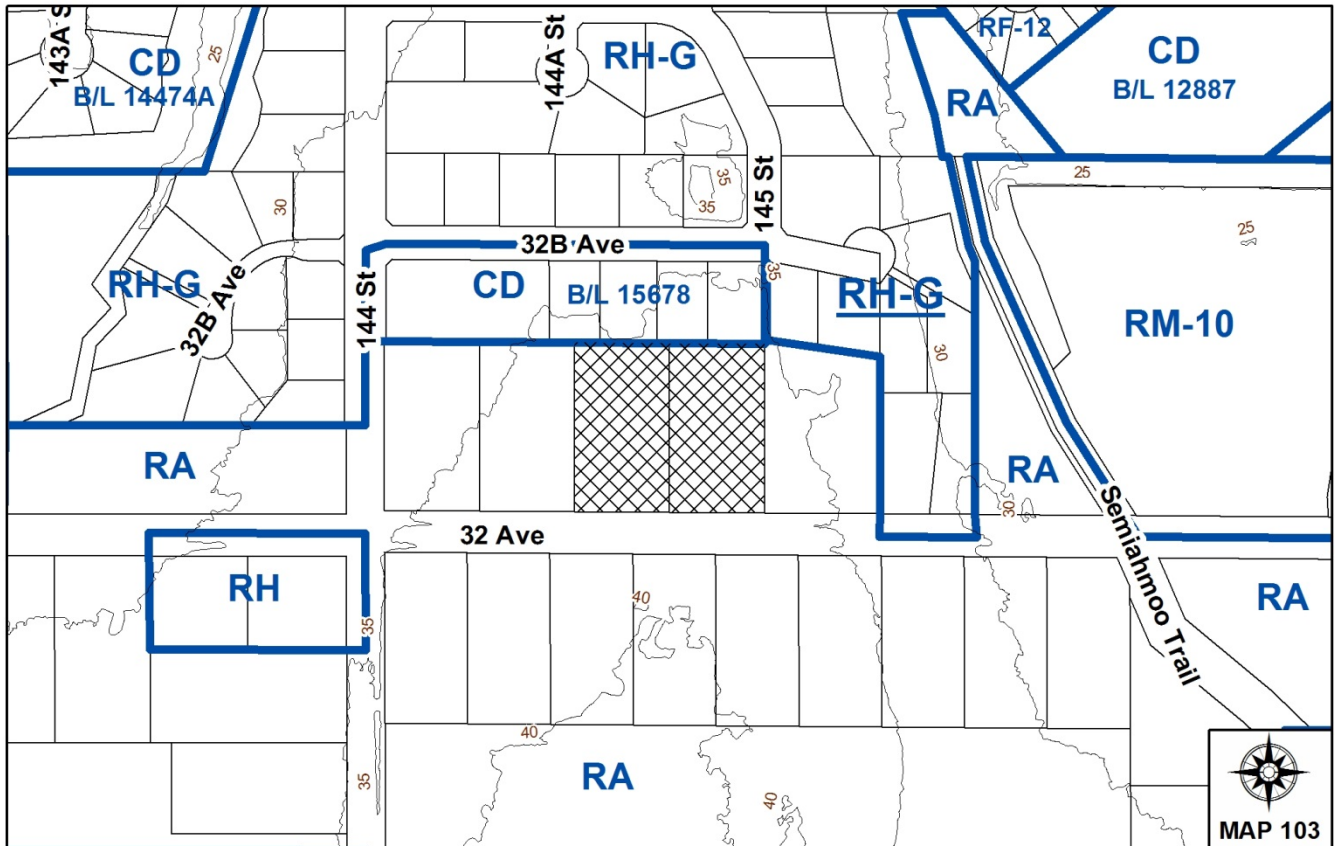 143A S
CD
B/L 14474A
25
144A St
RH-G
RF-12
RA
CD
B/L 12887
25
25
30
35
35
145 St
32B Ave
35
RH-G
32B Ave
144 St
CD
B/L 15678
RH-G
30
RM-10
RA
RA
30
Semiahmoo Trail
32 Ave
RH
35
40
RA
40
35
RA
40
MAP 103